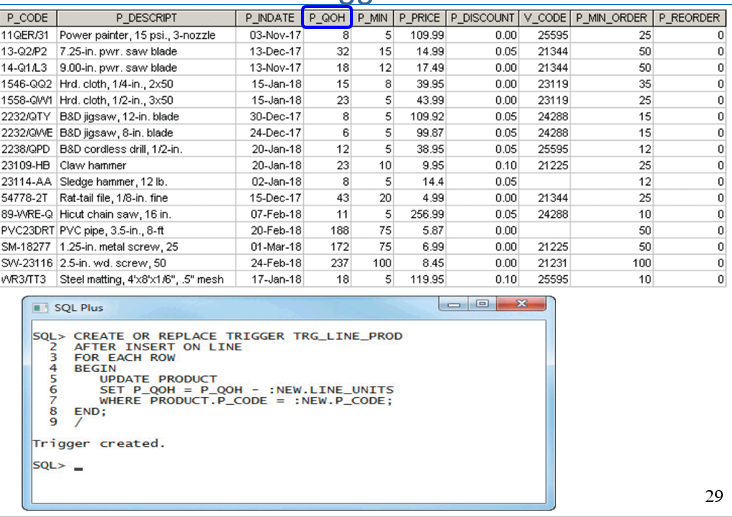 P_CODE P_DESCRIPT P_INDATE P_QOH P_MIN P_PRICE P_DISCOUNT V_CODE P_MIN_ORDER P_REORDER
11QER/31 Power painter, 15 psi., 3-nozzle 03-Nov-17 8 5 109.99 0.00 25595 25 0
13-Q2/P2 7.25-in. pwr. saw blade 13-Dec-17 32 15 14.99 0.05 21344 50 0
14-Q1/L3 9.00-in. pwr. saw blade 13-Nov-17 18 12 17.49 0.00 21344 50 0
1546-QQ2 Hrd. cloth, 1/4-in., 2x50 15-Jan-18 15 8 39.95 0.00 23119 35 0
1558-QW1 Hrd. cloth, 1/2-in., 3x50 15-Jan-18 23 5 43.99 0.00 23119 25 0
2232/QTY B&D jigsaw, 12-in. blade 30-Dec-17 8 5 109.92 0.05 24288 15 0
2232/QWE B&D jigsaw, 8-in. blade 24-Dec-17 6 5 99.87 0.05 24288 15 0
2238/QPD B&D cordless drill, 1/2-in. 20-Jan-18 12 5 38.95 0.05 25595 12 0
23109-HB Claw hammer 20-Jan-18 23 10 9.95 0.10 21225 25 0
23114-AA Sledge hammer, 12 lb. 02-Jan-18 8 5 14.4 0.05 12 0
54778-2T Rat-tail file, 1/8-in. fine 15-Dec-17 43 20 4.99 0.00 21344 25 0
89-WRE-Q Hicut chain saw, 16 in. 07-Feb-18 11 5 256.99 0.05 24288 10 0
PVC23DRT PVC pipe, 3.5-in., 8-ft 20-Feb-18 188 75 5.87 0.00 50 0
SM-18277 1.25-in. metal screw, 25 01-Mar-18 172 75 6.99 0.00 21225 50 0
SW-23116 2.5-in. wd. screw, 50 24-Feb-18 237 100 8.45 0.00 21231 100 0
WR3/TT3 Steel matting, 4'x8'x1/6", .5" mesh 17-Jan-18 18 5 119.95 0.10 25595 10 0
SQL Plus
SQL> CREATE OR REPLACE TRIGGER TRG_LINE_PROD
2 AFTER INSERT ON LINE
3 FOR EACH ROW
4 BEGIN
5 UPDATE PRODUCT
6 SET P_QOH = P_QOH - :NEW.LINE_UNITS
7 WHERE PRODUCT.P_CODE = :NEW.P_CODE;
8 END;
9 /
Trigger created.
SQL> _
29